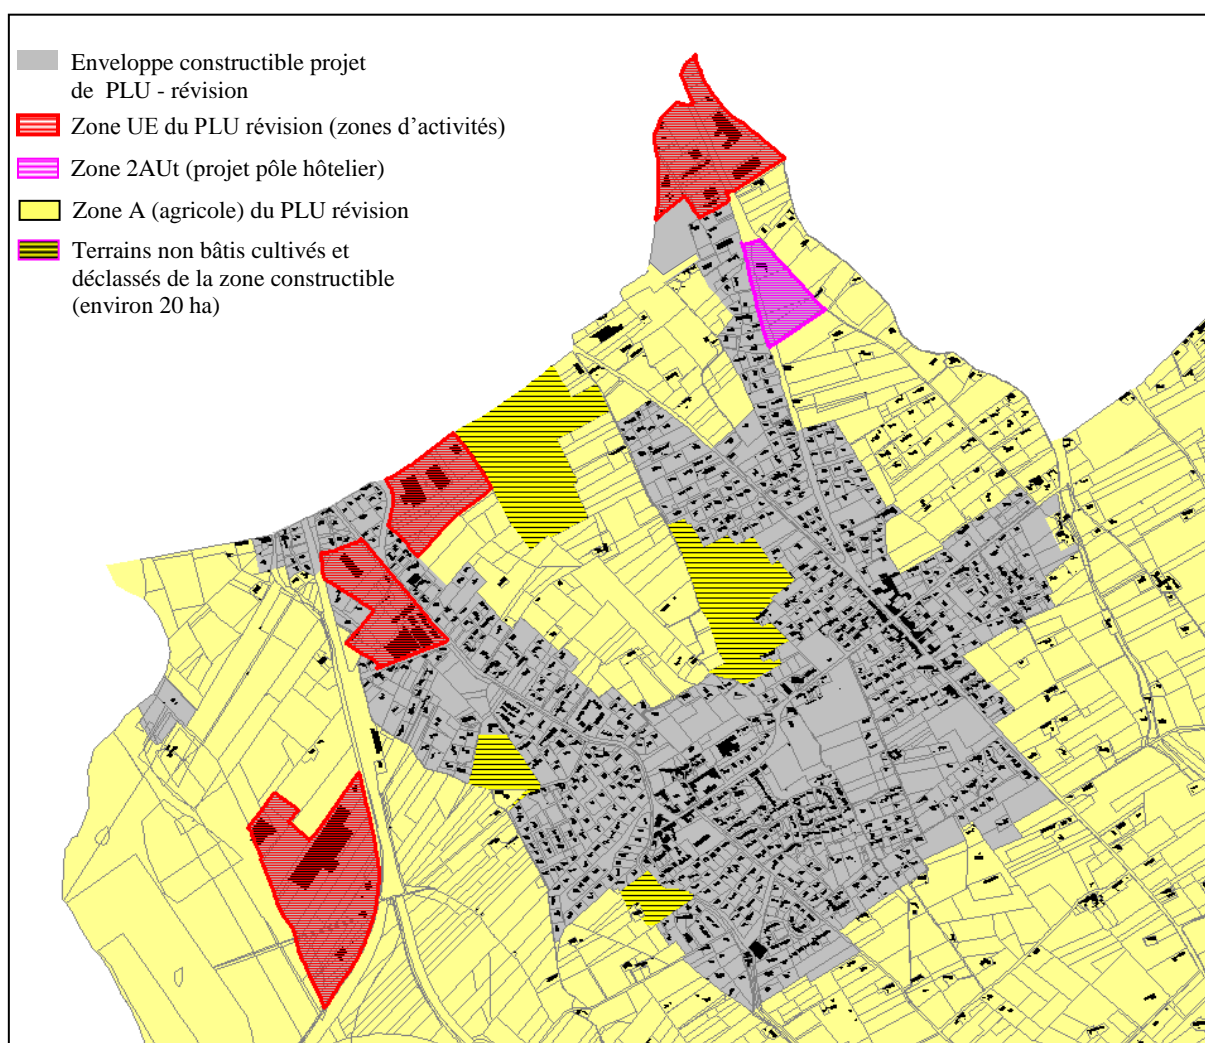 Enveloppe constructible projet
de PLU - révision
Zone UE du PLU révision (zones d’activités)
Zone 2AUt (projet pôle hôtelier)
Zone A (agricole) du PLU révision
Terrains non bâtis cultivés et
déclassés de la zone constructible
(environ 20 ha)